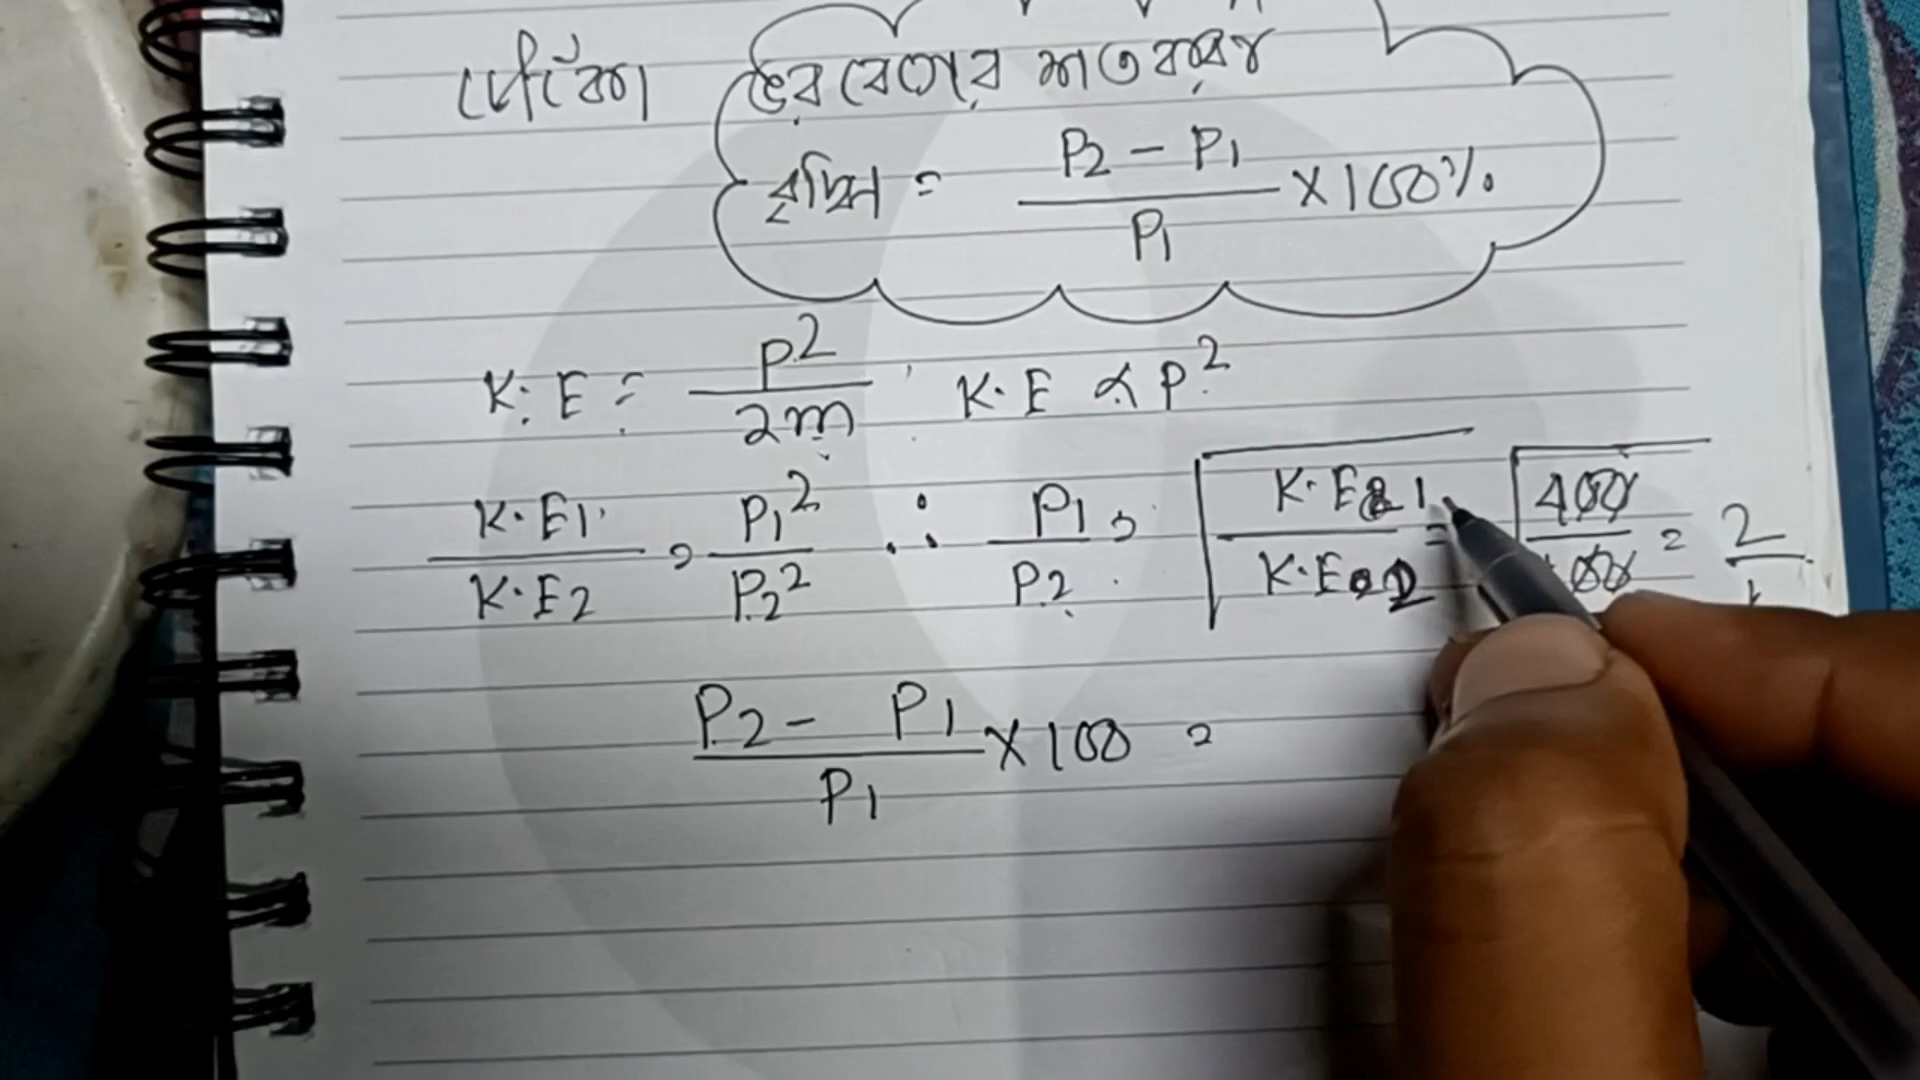 টেকিকা ভরবেগের শতকরা
বৃদ্ধি = P2 - P1 / P1 × 100%
K.E = P² / 2m K.E ∝ P²
K.E1 / K.E2 = P1² / P2² ∴ P1 / P2 = √(K.E1 / K.E2) = √(400 / 100) = 2 / 1
P2 - P1 / P1 × 100 =